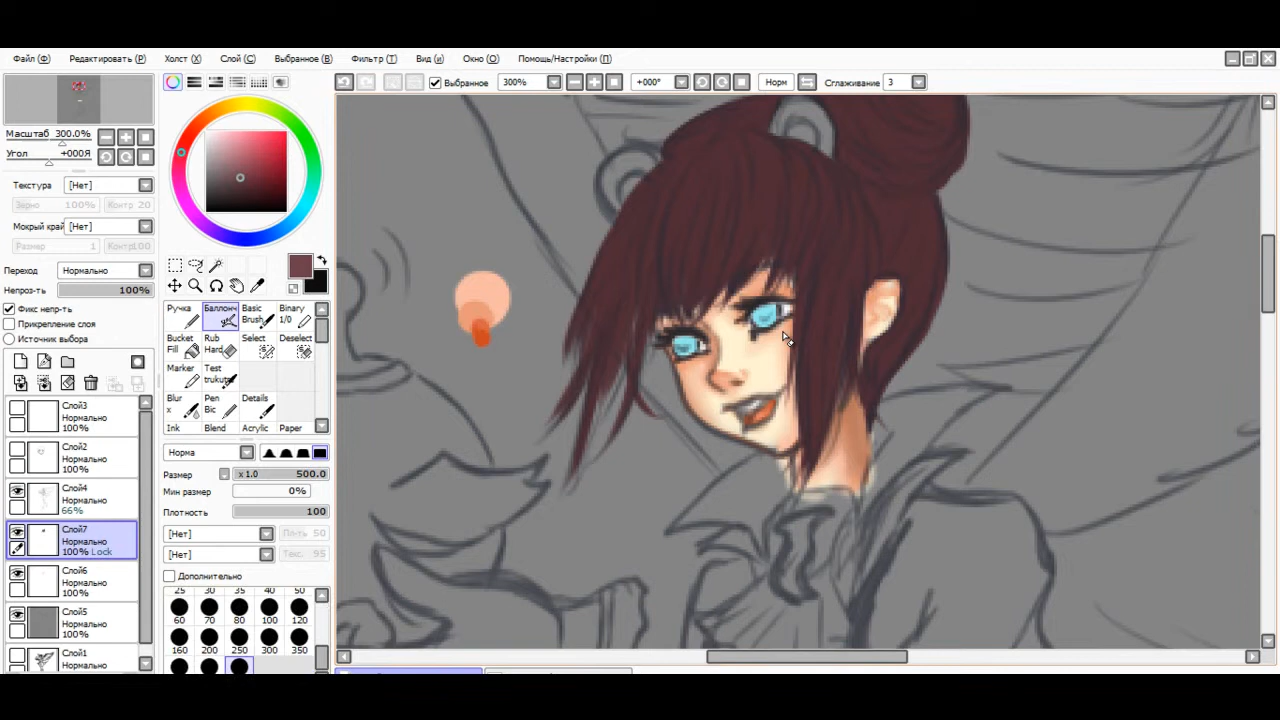 Файл (Ф) Редактировать (Р) Холст (X) Слой (С) Выбранное (В) Фильтр (Т) Вид (и) Окно (О) Помощь/Настройки (П)
Выбранное 300% +000° Норм Сглаживание 3
Масштаб 300.0%
Угол +000Я
Текстура [Нет]
Зерно 100% Контр 20
Мокрый край [Нет]
Размер 1 Контр100
Переход Нормально
Непроз-ть 100%
Фикс непр-ть
Прикрепление слоя
Источник выбора
Слой3
Нормально
100%
Слой2
Нормально
100%
Слой4
Нормально
66%
Слой7
Нормально
100% Lock
Слой6
Нормально
100%
Слой5
Нормально
100%
Слой1
Нормально
Ручка Баллонч Basic Brush Binary 1/0
Bucket Fill Rub Hard Select Deselect
Marker Test trukut
Blur x Pen Bic Details
Ink Blend Acrylic Paper
Норма
Размер x 1.0 500.0
Мин размер 0%
Плотность 100
[Нет] 50
[Нет] Текс. 95
Дополнительно
25 30 35 40 50
60 70 80 100 120
160 200 250 300 350